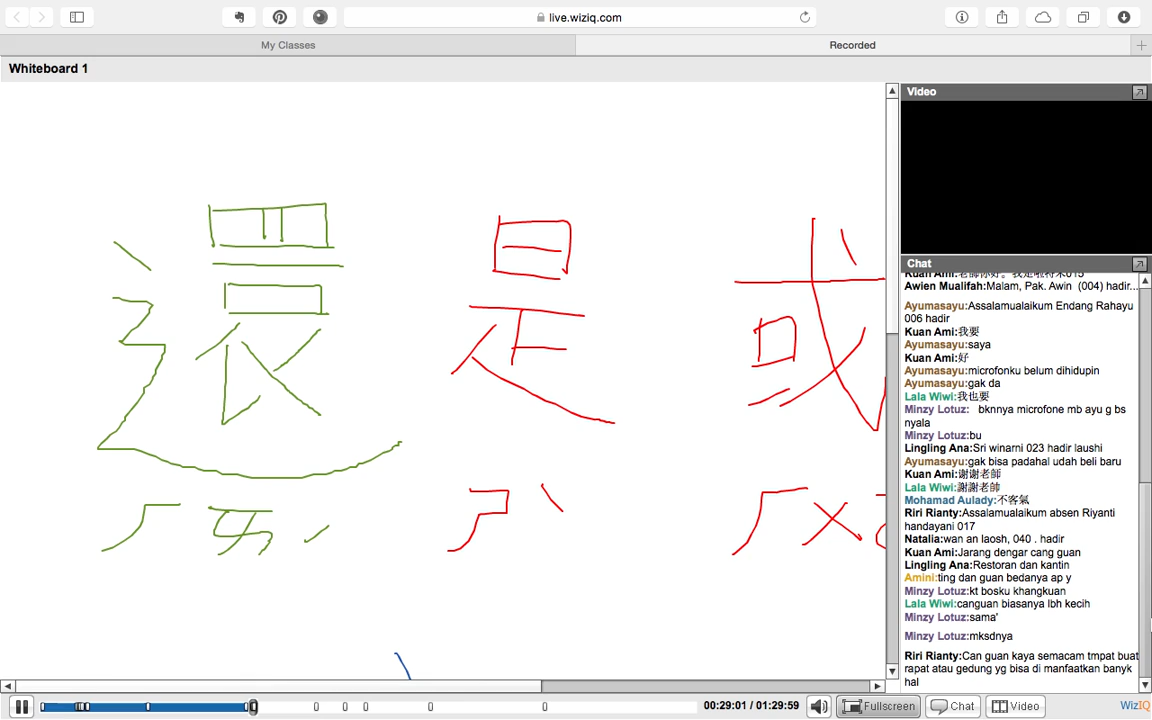 live.wiziq.com
My Classes
Recorded
Whiteboard 1
還 是 或
ㄏㄞˊ ㄕˋ ㄏㄨ
Video
Chat
Awien Mualifah:Malam, Pak. Awin (004) hadir...
Ayumasayu:Assalamualaikum Endang Rahayu
006 hadir
Kuan Ami:我要
Ayumasayu:saya
Kuan Ami:好
Ayumasayu:microfonku belum dihidupin
Ayumasayu:gak da
Lala Wiwi:我也要
Minzy Lotuz: bknnya microfone mb ayu g bs
nyala
Minzy Lotuz:bu
Lingling Ana:Sri winarni 023 hadir laushi
Ayumasayu:gak bisa padahal udah beli baru
Kuan Ami:谢谢老師
Lala Wiwi:謝謝老師
Mohamad Aulady:不客氣
Riri Rianty:Assalamualaikum absen Riyanti
handayani 017
Natalia:wan an laosh, 040 . hadir
Kuan Ami:Jarang dengar cang guan
Lingling Ana:Restoran dan kantin
Amini:ting dan guan bedanya ap y
Minzy Lotuz:kt bosku khangkuan
Lala Wiwi:canguan biasanya lbh kecih
Minzy Lotuz:sama'
Minzy Lotuz:mksdnya
Riri Rianty:Can guan kaya semacam tmpat buat
rapat atau gedung yg bisa di manfaatkan banyk
hal
00:29:01 / 01:29:59
Fullscreen
Chat
Video
WizIQ